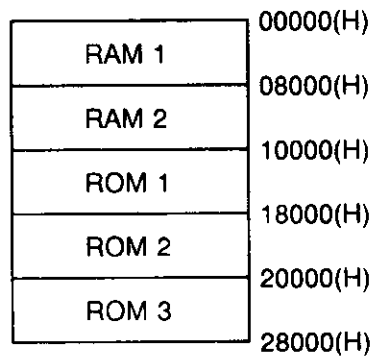 00000(H)
RAM 1
08000(H)
RAM 2
10000(H)
ROM 1
18000(H)
ROM 2
20000(H)
ROM 3
28000(H)